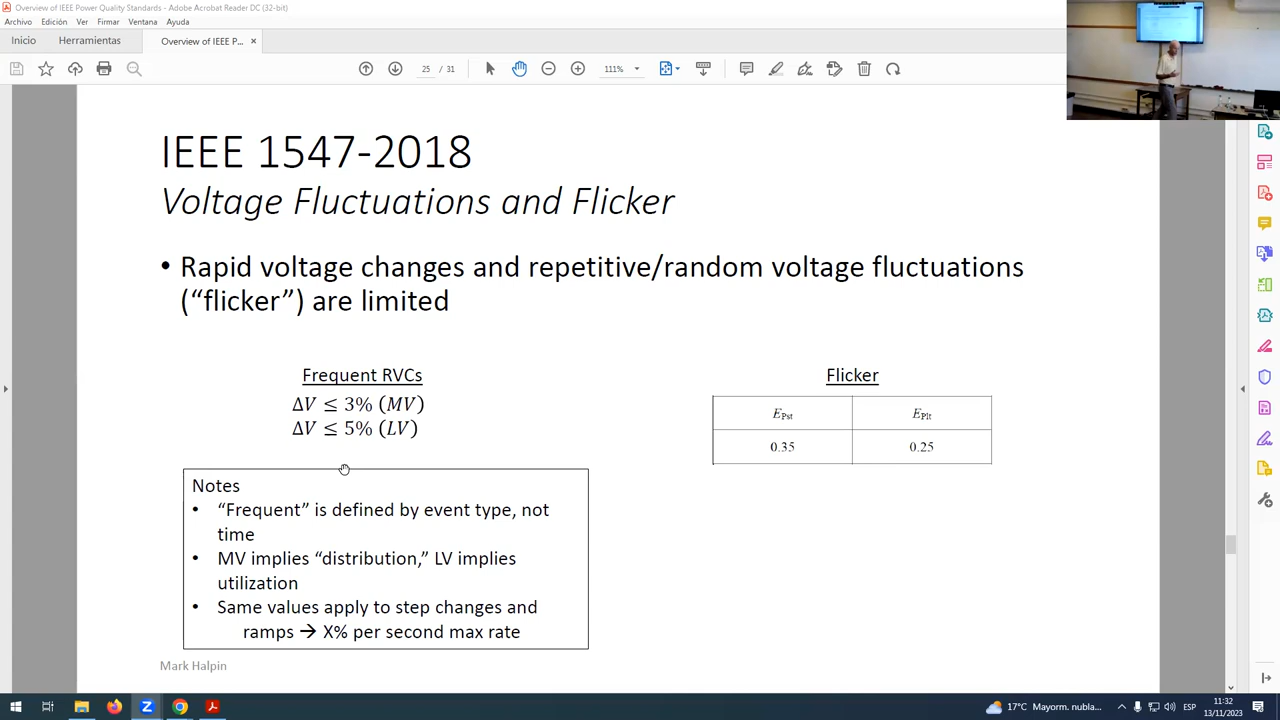 Overview of IEEE Power Quality Standards - Adobe Acrobat Reader DC (32-bit)
Archivo Edición Ver Firmar Ventana Ayuda
Inicio Herramientas Overview of IEEE P... ×
25 / 31 111%
IEEE 1547-2018
Voltage Fluctuations and Flicker
• Rapid voltage changes and repetitive/random voltage fluctuations
(“flicker”) are limited
Frequent RVCs
ΔV ≤ 3% (MV)
ΔV ≤ 5% (LV)
Flicker
EPst EPlt
0.35 0.25
Notes
• “Frequent” is defined by event type, not
time
• MV implies “distribution,” LV implies
utilization
• Same values apply to step changes and
ramps → X% per second max rate
Mark Halpin
17°C Mayorm. nubla... ESP 11:32
13/11/2023